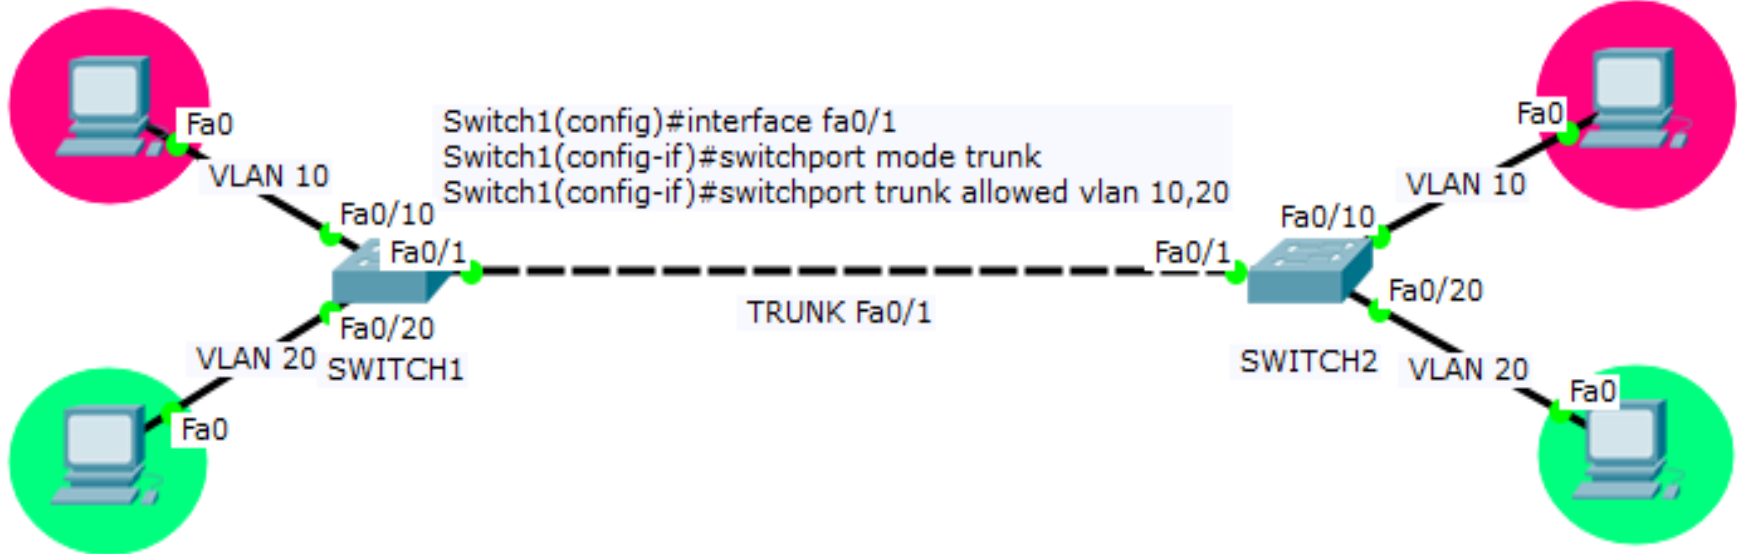 Fa0
VLAN 10
Fa0/10
Fa0/1
Fa0/20
VLAN 20
SWITCH1
Fa0
Switch1(config)#interface fa0/1
Switch1(config-if)#switchport mode trunk
Switch1(config-if)#switchport trunk allowed vlan 10,20
TRUNK Fa0/1
Fa0
VLAN 10
Fa0/10
Fa0/1
Fa0/20
SWITCH2
VLAN 20
Fa0